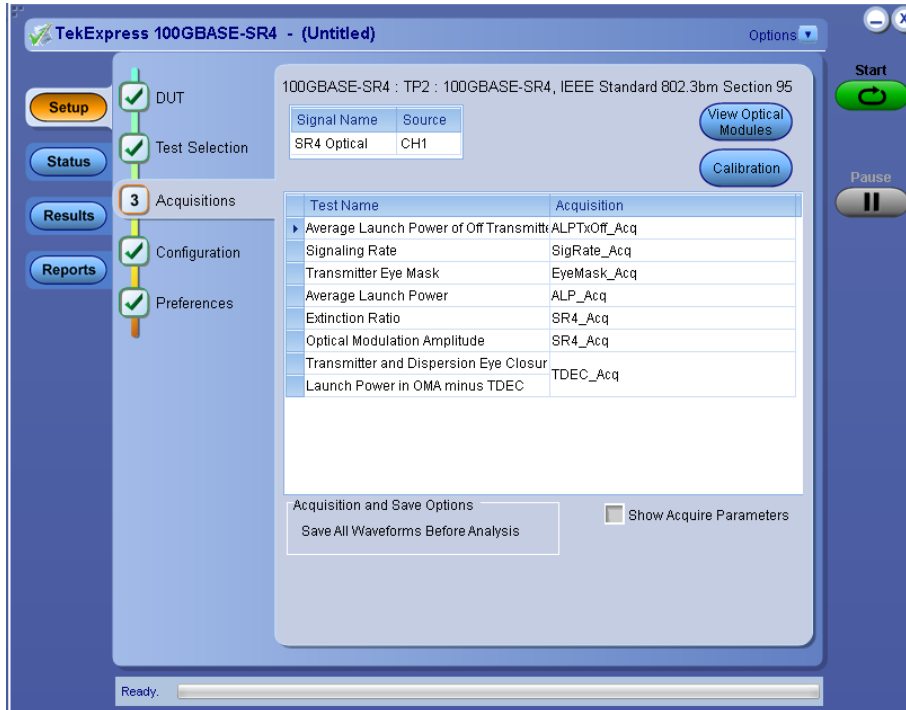 TekExpress 100GBASE-SR4 - (Untitled)
Options
Start
Pause
Setup
Status
Results
Reports
DUT
Test Selection
3 Acquisitions
Configuration
Preferences
100GBASE-SR4 : TP2 : 100GBASE-SR4, IEEE Standard 802.3bm Section 95
Signal Name Source
SR4 Optical CH1
View Optical
Modules
Calibration
Test Name Acquisition
Average Launch Power of Off Transmitte ALPTxOff_Acq
Signaling Rate SigRate_Acq
Transmitter Eye Mask EyeMask_Acq
Average Launch Power ALP_Acq
Extinction Ratio SR4_Acq
Optical Modulation Amplitude SR4_Acq
Transmitter and Dispersion Eye Closur
TDEC_Acq
Launch Power in OMA minus TDEC
Acquisition and Save Options
Save All Waveforms Before Analysis
Show Acquire Parameters
Ready.